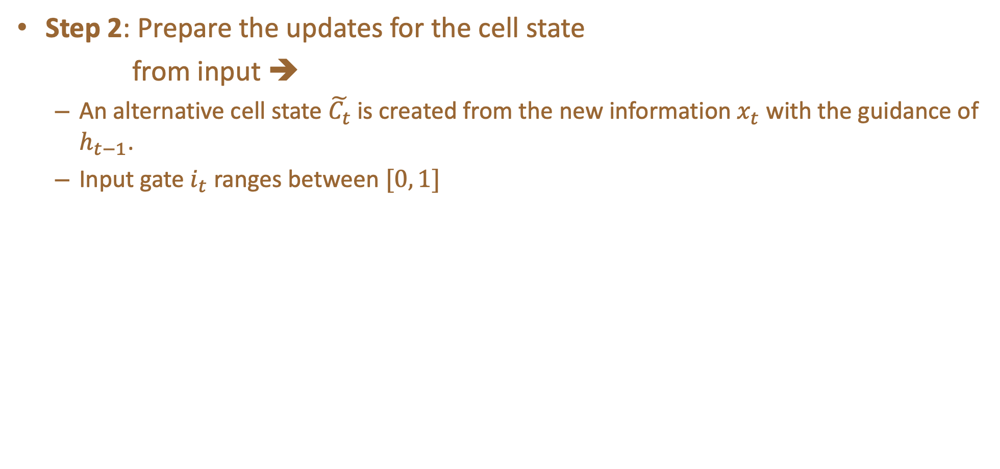 • Step 2: Prepare the updates for the cell state
from input ➔
– An alternative cell state C̃ₜ is created from the new information xₜ with the guidance of
hₜ₋₁.
– Input gate iₜ ranges between [0, 1]